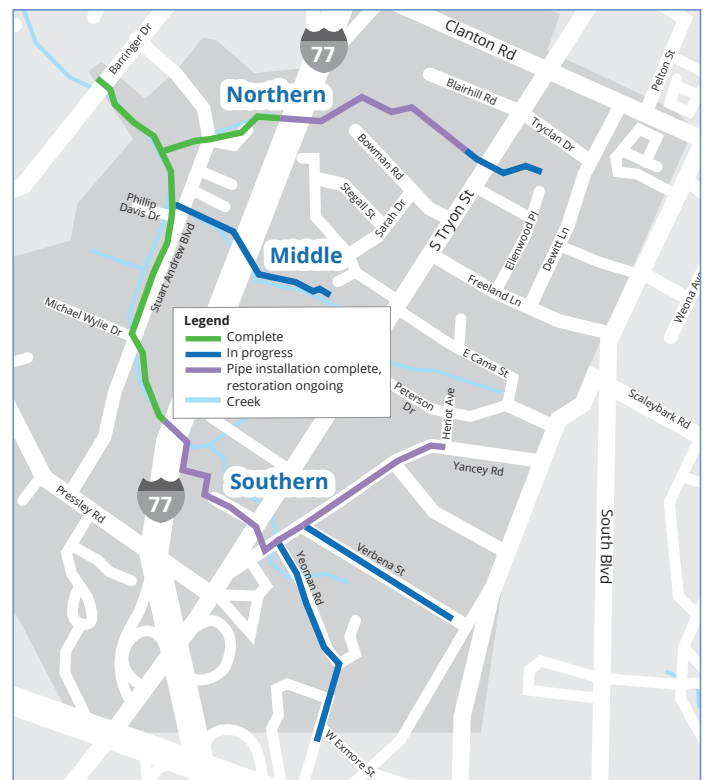 Barringer Dr
77
Clanton Rd
Pelton St
Northern
Blairhill Rd
Tryclan Dr
Bowman Rd
Stegall St
Sarah Dr
S Tryon St
Phillip
Davis Dr
Stuart Andrew Blvd
Middle
Ellenwood Pl
Dewitt Ln
Freeland Ln
Weona Ave
Michael Wylie Dr
Legend
Complete
In progress
Pipe installation complete,
restoration ongoing
Creek
E Cama St
Peterson
Dr
Heriot Ave
Scaleybark Rd
Yancey Rd
Southern
77
Pressley Rd
Verbena St
Yeoman Rd
South Blvd
W Exmore St